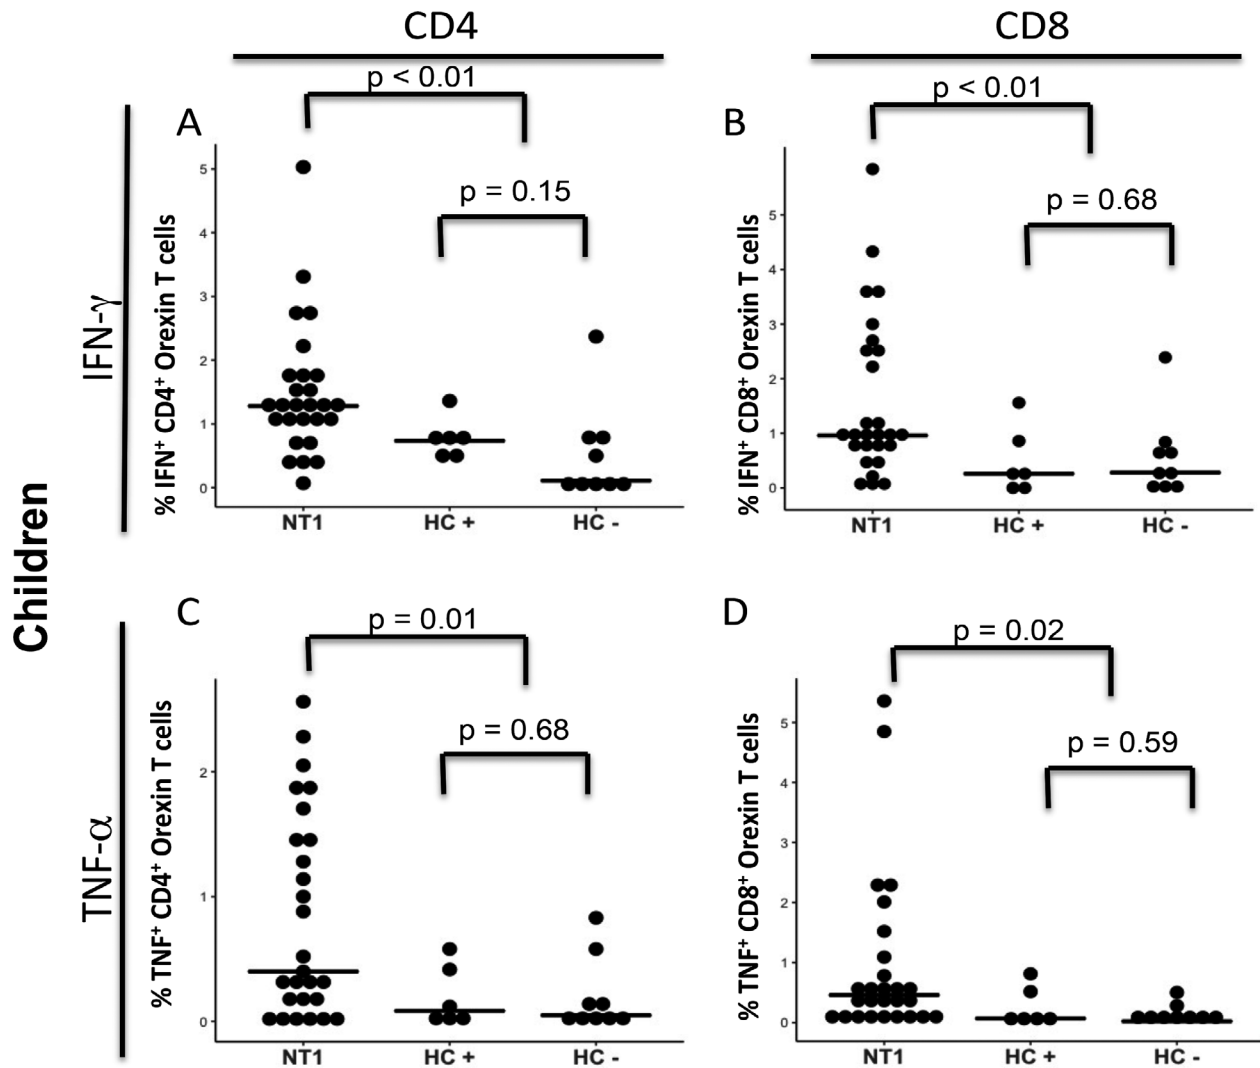 CD4
CD8
Children
IFN-γ
TNF-α
A
p < 0.01
p = 0.15
% IFN⁺ CD4⁺ Orexin T cells
5
4
3
2
1
0
NT1
HC +
HC -
B
p < 0.01
p = 0.68
% IFN⁺ CD8⁺ Orexin T cells
5
4
3
2
1
0
NT1
HC +
HC -
C
p = 0.01
p = 0.68
% TNF⁺ CD4⁺ Orexin T cells
2
1
0
NT1
HC +
HC -
D
p = 0.02
p = 0.59
% TNF⁺ CD8⁺ Orexin T cells
5
4
3
2
1
0
NT1
HC +
HC -